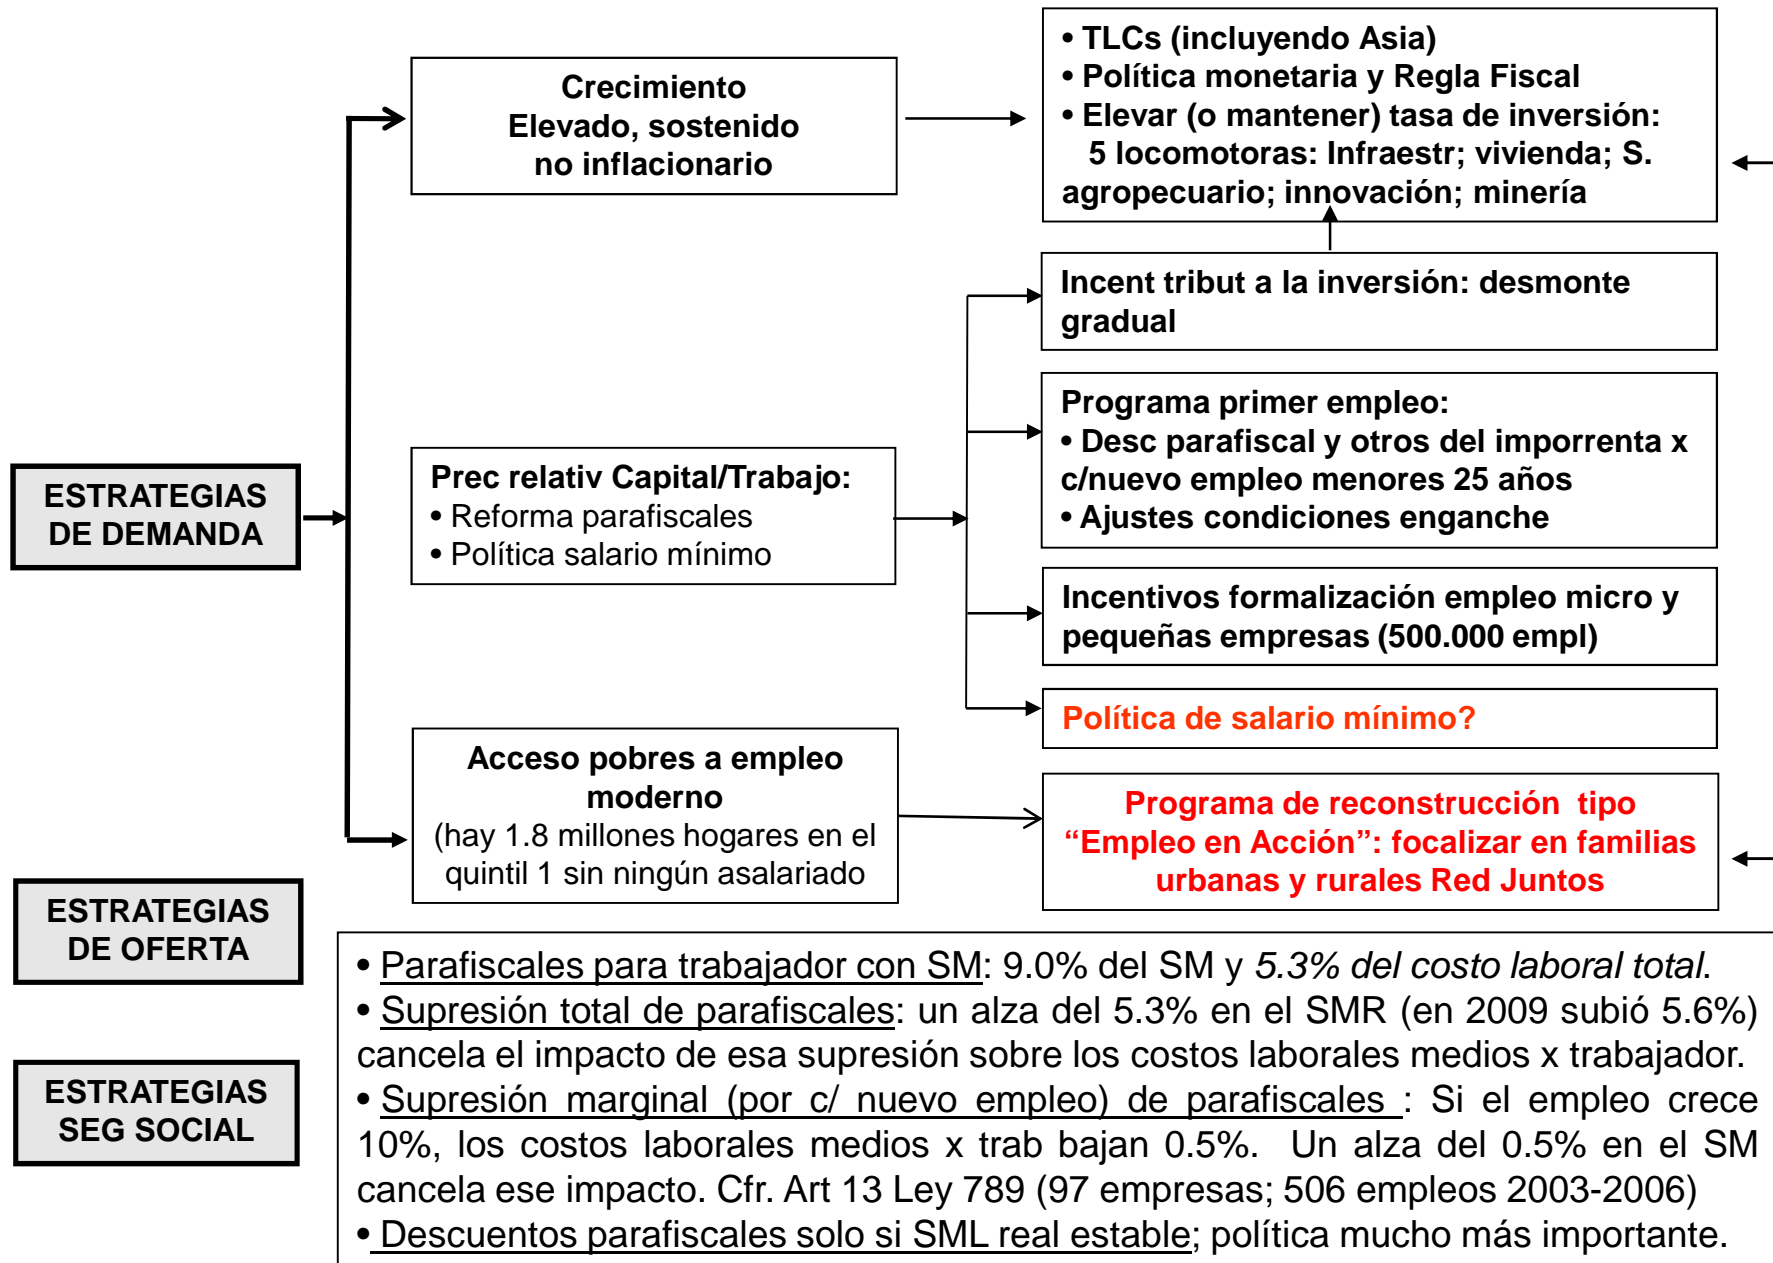 • TLCs (incluyendo Asia)
• Política monetaria y Regla Fiscal
• Elevar (o mantener) tasa de inversión:
5 locomotoras: Infraestr; vivienda; S.
agropecuario; innovación; minería
Crecimiento
Elevado, sostenido
no inflacionario
Incent tribut a la inversión: desmonte
gradual
Programa primer empleo:
• Desc parafiscal y otros del imporrenta x
c/nuevo empleo menores 25 años
• Ajustes condiciones enganche
ESTRATEGIAS
DE DEMANDA
Prec relativ Capital/Trabajo:
• Reforma parafiscales
• Política salario mínimo
Incentivos formalización empleo micro y
pequeñas empresas (500.000 empl)
Política de salario mínimo?
Acceso pobres a empleo
moderno
(hay 1.8 millones hogares en el
quintil 1 sin ningún asalariado
Programa de reconstrucción tipo
“Empleo en Acción”: focalizar en familias
urbanas y rurales Red Juntos
ESTRATEGIAS
DE OFERTA
ESTRATEGIAS
SEG SOCIAL
• Parafiscales para trabajador con SM: 9.0% del SM y 5.3% del costo laboral total.
• Supresión total de parafiscales: un alza del 5.3% en el SMR (en 2009 subió 5.6%)
cancela el impacto de esa supresión sobre los costos laborales medios x trabajador.
• Supresión marginal (por c/ nuevo empleo) de parafiscales : Si el empleo crece
10%, los costos laborales medios x trab bajan 0.5%. Un alza del 0.5% en el SM
cancela ese impacto. Cfr. Art 13 Ley 789 (97 empresas; 506 empleos 2003-2006)
• Descuentos parafiscales solo si SML real estable; política mucho más importante.